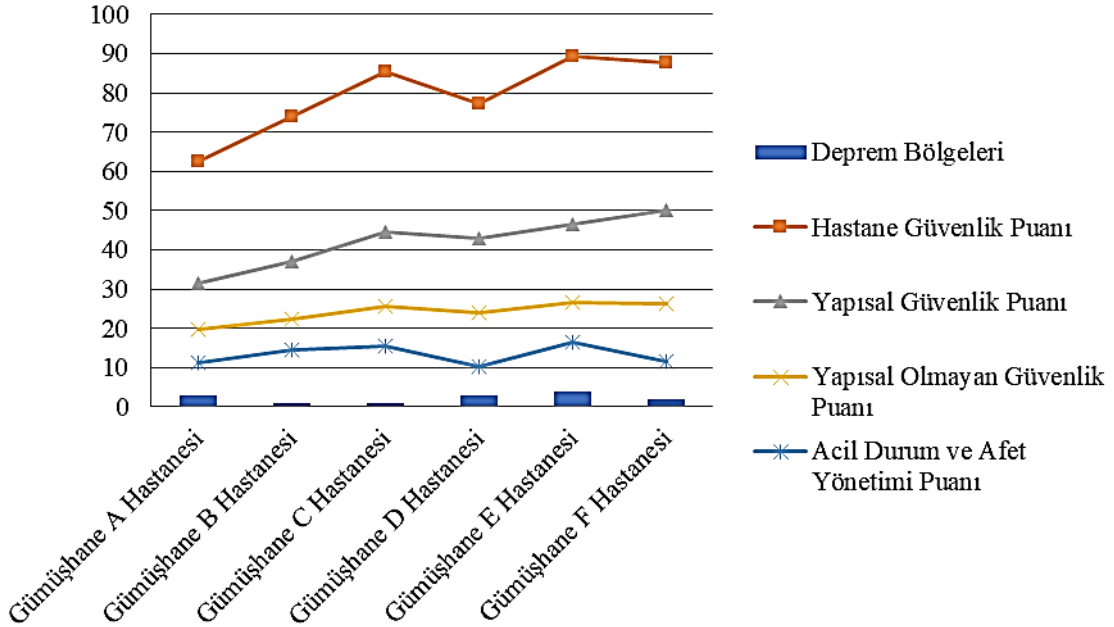 100
90
80
70
60
50
40
30
20
10
0
Gümüşhane A Hastanesi
Gümüşhane B Hastanesi
Gümüşhane C Hastanesi
Gümüşhane D Hastanesi
Gümüşhane E Hastanesi
Gümüşhane F Hastanesi
Deprem Bölgeleri
Hastane Güvenlik Puanı
Yapısal Güvenlik Puanı
Yapısal Olmayan Güvenlik
Puanı
Acil Durum ve Afet
Yönetimi Puanı